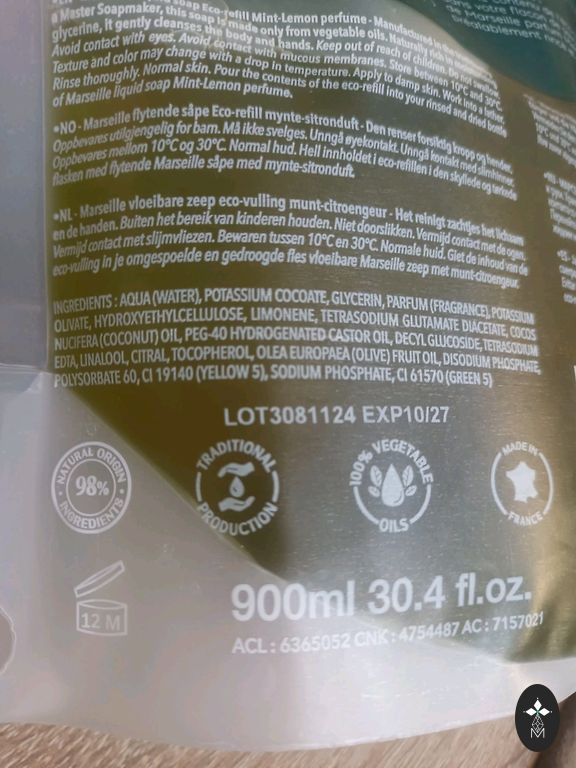 soap Eco-refill Mint-Lemon perfume - Manufactured in the
a Master Soapmaker, this soap is made only from vegetable oils. Naturally rich in
glycerine, it gently cleanses the body and hands. Keep out of reach of children. Do not swallow.
Avoid contact with eyes. Avoid contact with mucous membranes. Store between 10°C and 30°C.
Texture and color may change with a drop in temperature. Apply to damp skin. Work into a lather.
Rinse thoroughly. Normal skin. Pour the contents of the eco-refill into your rinsed and dried bottle
of Marseille liquid soap Mint-Lemon perfume.
•NO - Marseille flytende såpe Eco-refill mynte-sitronduft - Den renser forsiktig kropp og hender.
Oppbevares utilgjengelig for barn. Må ikke svelges. Unngå øyekontakt. Unngå kontakt med slimhinner.
Oppbevares mellom 10°C og 30°C. Normal hud. Hell innholdet i eco-refillen i den skyllede og tørkede
flasken med flytende Marseille såpe med mynte-sitronduft.
•NL - Marseille vloeibare zeep eco-vulling munt-citroengeur - Het reinigt zachtjes het lichaam
en de handen. Buiten het bereik van kinderen houden. Niet doorslikken. Vermijd contact met de ogen.
Vermijd contact met slijmvliezen. Bewaren tussen 10°C en 30°C. Normale huid. Giet de inhoud van de
eco-vulling in je omgespoelde en gedroogde fles vloeibare Marseille zeep met munt-citroengeur.
INGREDIENTS : AQUA (WATER), POTASSIUM COCOATE, GLYCERIN, PARFUM (FRAGRANCE), POTASSIUM
OLIVATE, HYDROXYETHYLCELLULOSE, LIMONENE, TETRASODIUM GLUTAMATE DIACETATE, COCOS
NUCIFERA (COCONUT) OIL, PEG-40 HYDROGENATED CASTOR OIL, DECYL GLUCOSIDE, TETRASODIUM
EDTA, LINALOOL, CITRAL, TOCOPHEROL, OLEA EUROPAEA (OLIVE) FRUIT OIL, DISODIUM PHOSPHATE,
POLYSORBATE 60, CI 19140 (YELLOW 5), SODIUM PHOSPHATE, CI 61570 (GREEN 5)
LOT3081124 EXP10/27
NATURAL ORIGIN
98%
INGREDIENTS
TRADITIONAL
PRODUCTION
100% VEGETABLE
OILS
MADE IN
FRANCE
12 M
900ml 30.4 fl.oz.
ACL : 6365052 CNK : 4754487 AC : 7157021
M